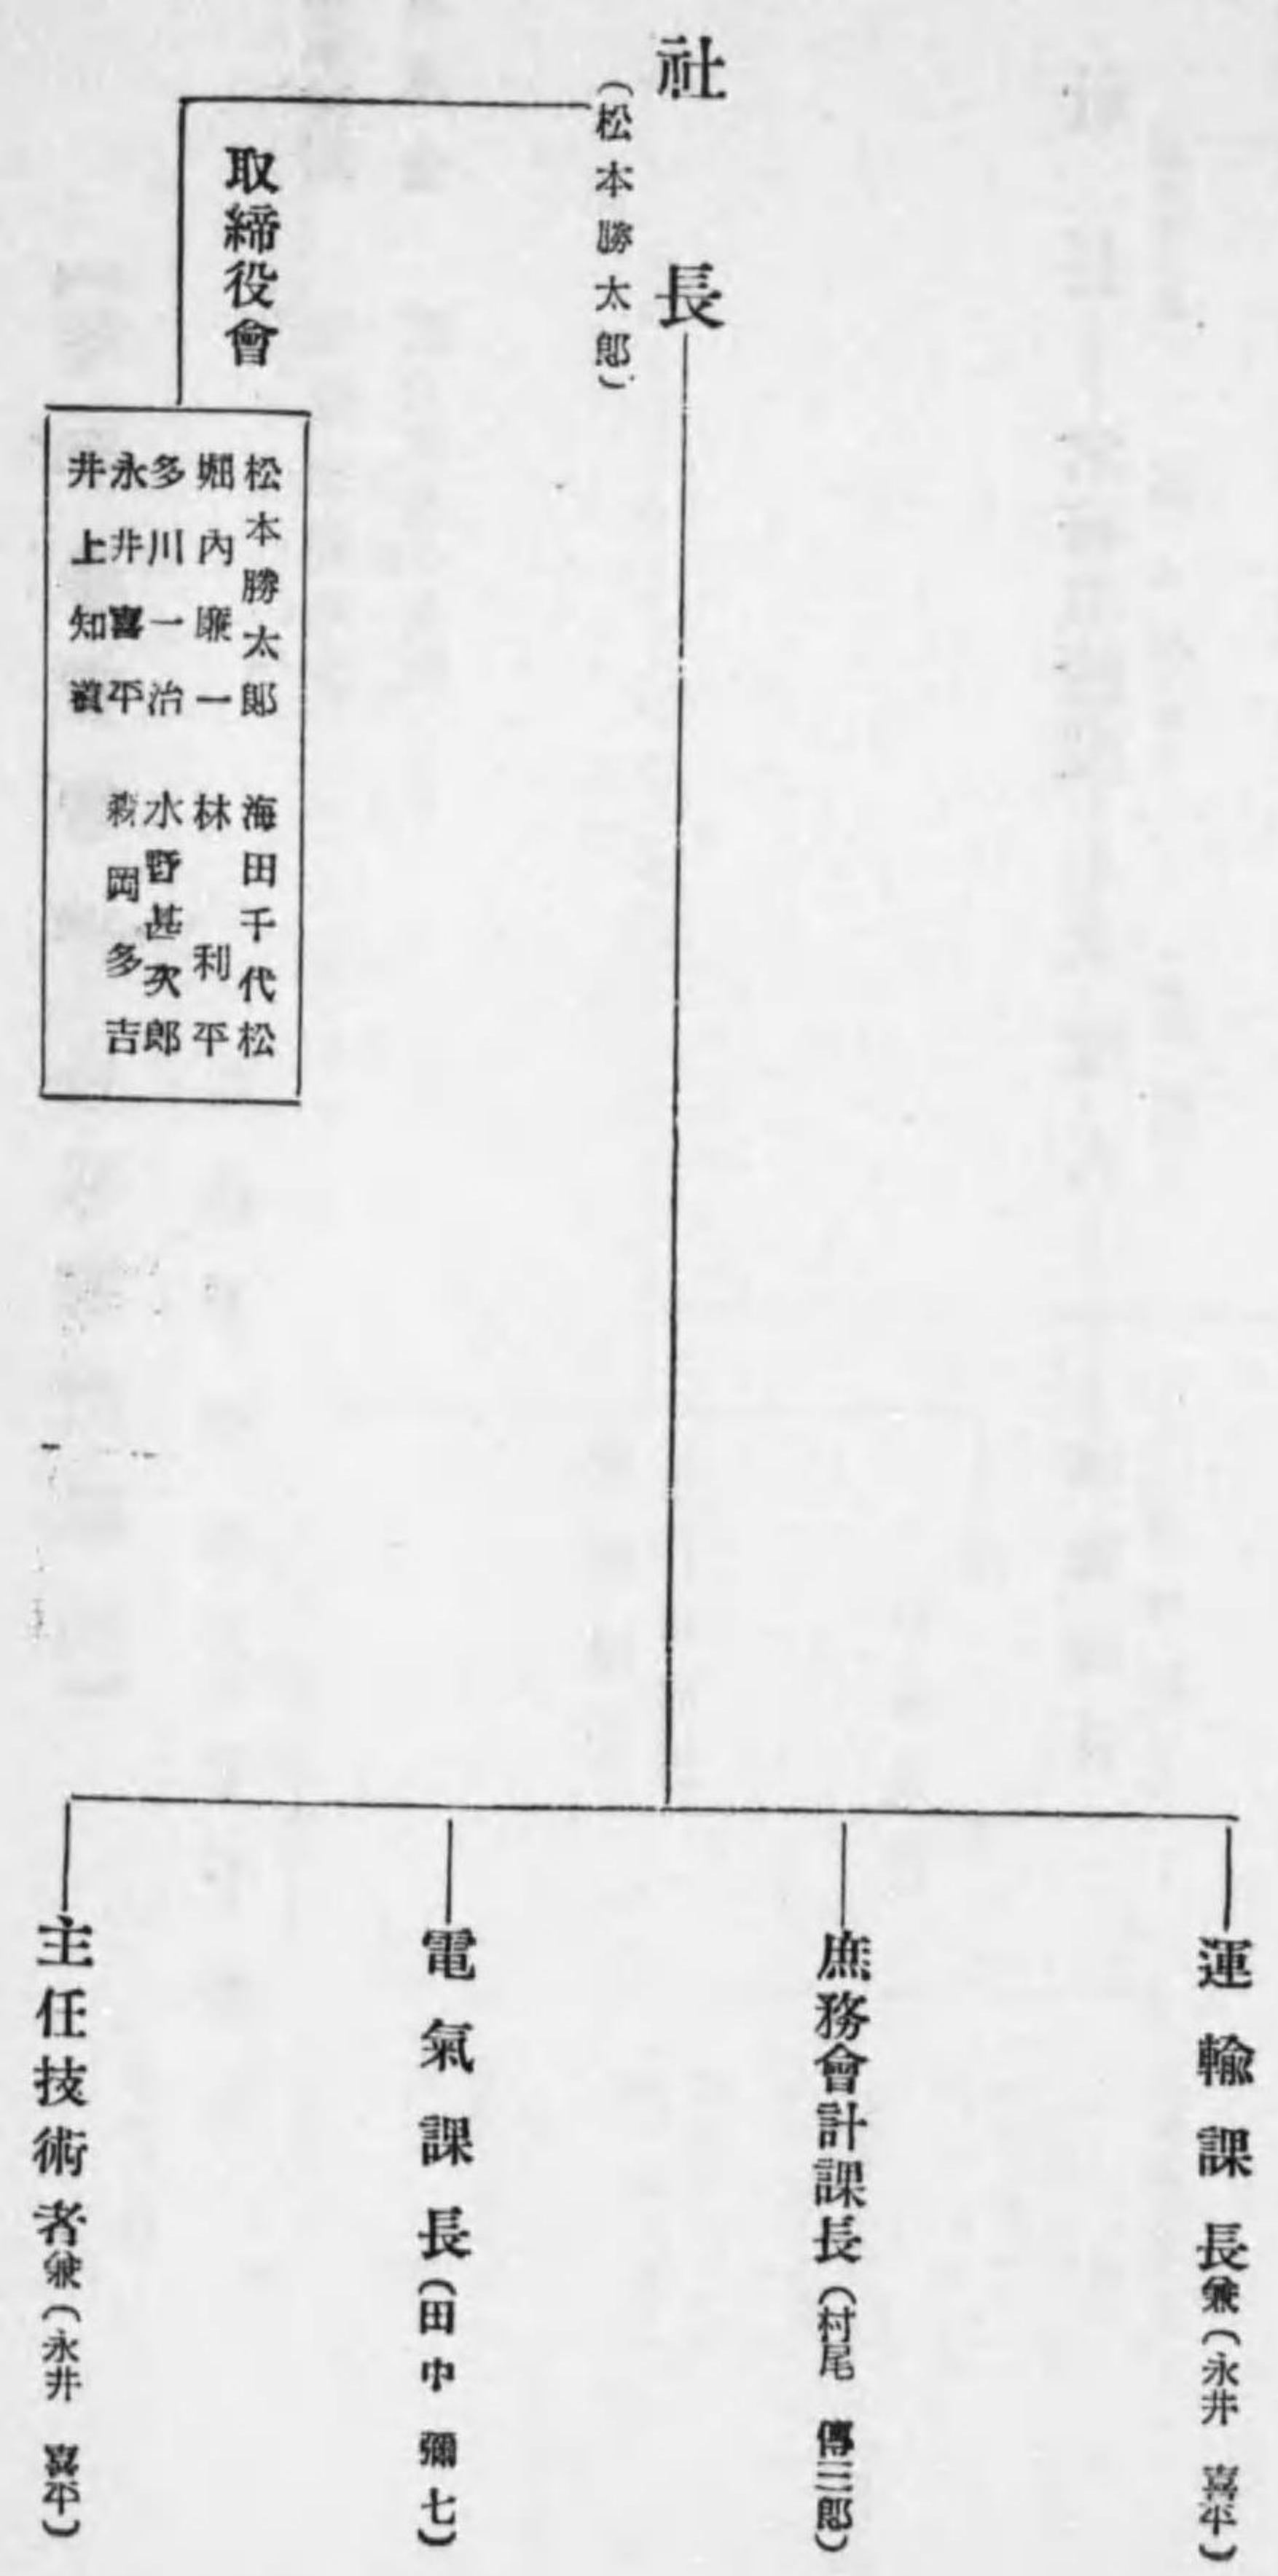 社長
(松本勝太郎)
取締役會
松本勝太郎
海田千代松
堀内 一
林利平
多川一治
水野甚次郎
永井喜平
岡多吉
井上知
運輸課長兼(永井 喜平)
庶務會計課長(村尾 傳三郎)
電氣課長(田中 彌七)
主任技術者兼(永井 喜平)